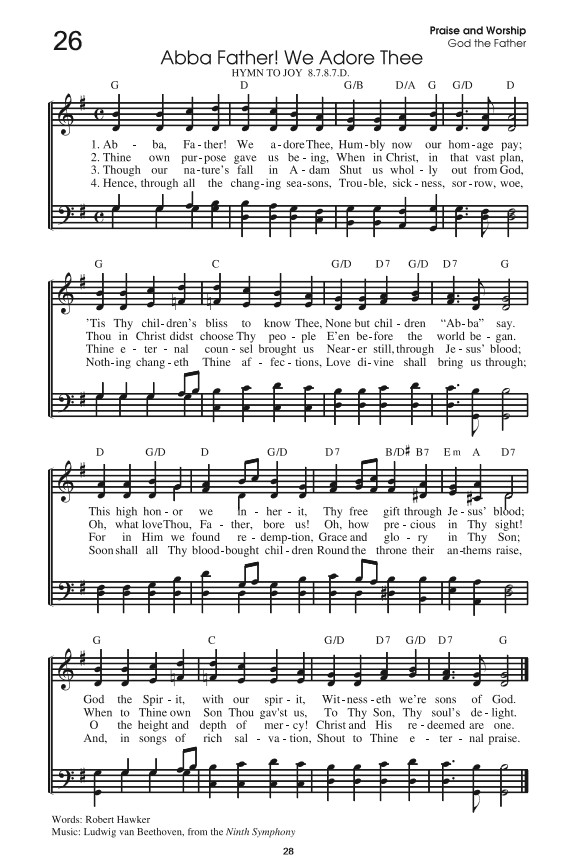 26
Praise and Worship
God the Father
Abba Father! We Adore Thee
HYMN TO JOY 8.7.8.7.D.
G D G/B D/A G G/D D
1. Ab - ba, Fa - ther! We a - dore Thee, Hum - bly now our hom - age pay;
2. Thine own pur - pose gave us be - ing, When in Christ, in that vast plan,
3. Though our na - ture's fall in A - dam Shut us whol - ly out from God,
4. Hence, through all the chang - ing sea - sons, Trou - ble, sick - ness, sor - row, woe,
G C G/D D7 G/D D7 G
'Tis Thy chil - dren's bliss to know Thee, None but chil - dren “Ab - ba” say.
Thou in Christ didst choose Thy peo - ple E'en be - fore the world be - gan.
Thine e - ter - nal coun - sel brought us Near - er still, through Je - sus' blood;
Noth - ing chang - eth Thine af - fec - tions, Love di - vine shall bring us through;
D G/D D G/D D7 B/D# B7 Em A D7
This high hon - or we in - her - it, Thy free gift through Je - sus' blood;
Oh, what love Thou, Fa - ther, bore us! Oh, how pre - cious in Thy sight!
For in Him we found re - demp - tion, Grace and glo - ry in Thy Son;
Soon shall all Thy blood - bought chil - dren Round the throne their an - thems raise,
G C G/D D7 G/D D7 G
God the Spir - it, with our spir - it, Wit - ness - eth we're sons of God.
When to Thine own Son Thou gav'st us, To Thy Son, Thy soul's de - light.
O the height and depth of mer - cy! Christ and His re - deemed are one.
And, in songs of rich sal - va - tion, Shout to Thine e - ter - nal praise.
Words: Robert Hawker
Music: Ludwig van Beethoven, from the Ninth Symphony
28